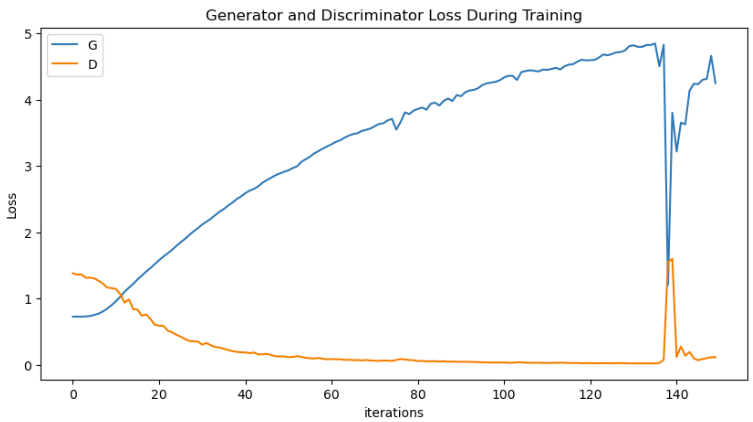 Generator and Discriminator Loss During Training
G
D
Loss
5
4
3
2
1
0
0 20 40 60 80 100 120 140
iterations